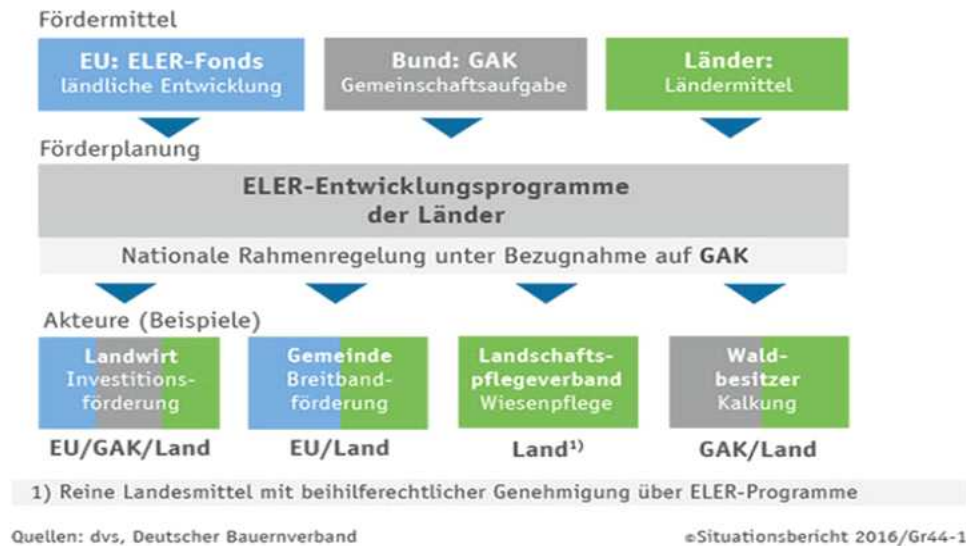 Fördermittel
EU: ELER-Fonds
ländliche Entwicklung
Bund: GAK
Gemeinschaftsaufgabe
Länder:
Ländermittel
Förderplanung
ELER-Entwicklungsprogramme
der Länder
Nationale Rahmenregelung unter Bezugnahme auf GAK
Akteure (Beispiele)
Landwirt
Investitions-
förderung
EU/GAK/Land
Gemeinde
Breitband-
förderung
EU/Land
Landschafts-
pflegeverband
Wiesenpflege
Land¹⁾
Wald-
besitzer
Kalkung
GAK/Land
1) Reine Landesmittel mit beihilferechtlicher Genehmigung über ELER-Programme
Quellen: dvs, Deutscher Bauernverband
©Situationsbericht 2016/Gr44-1